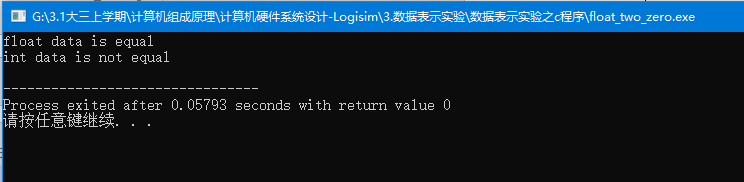 G:\3.1大三上学期\计算机组成原理\计算机硬件系统设计-Logisim\3.数据表示实验\数据表示实验之c程序\float_two_zero.exe
float data is equal
int data is not equal
--------------------------------
Process exited after 0.05793 seconds with return value 0
请按任意键继续. . .